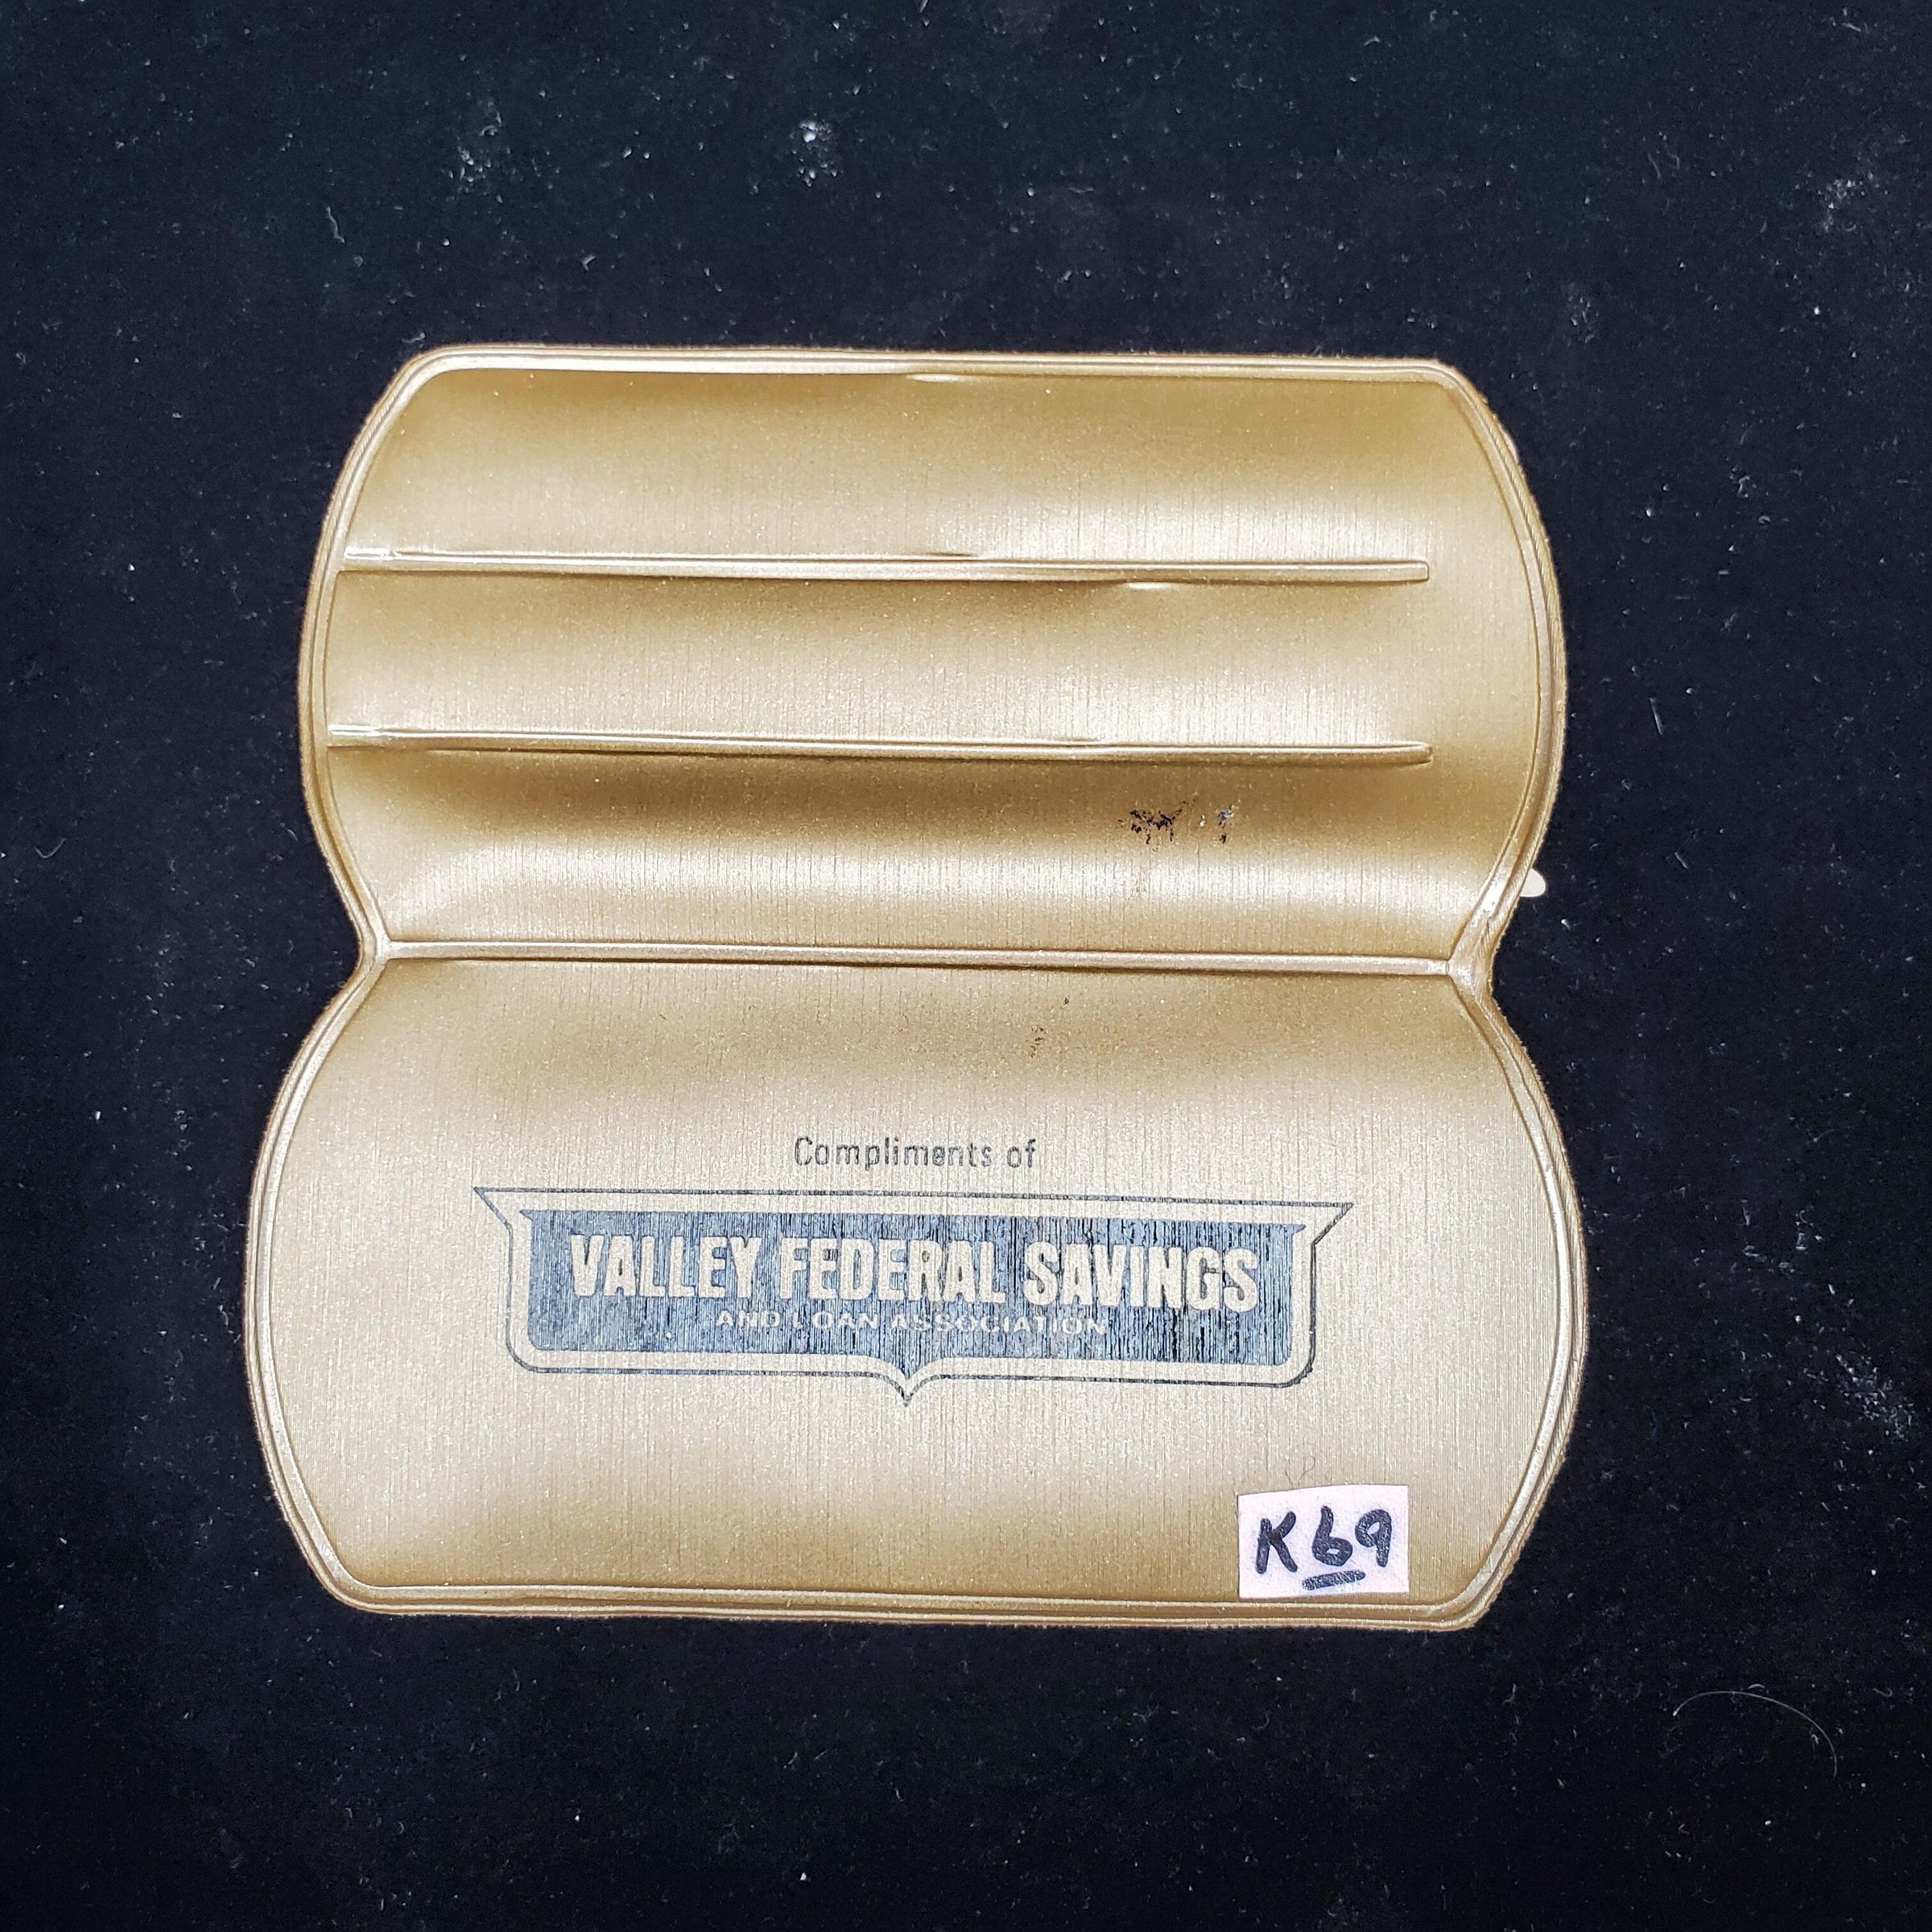 Compliments of
VALLEY FEDERAL SAVINGS
AND LOAN ASSOCIATION
K69